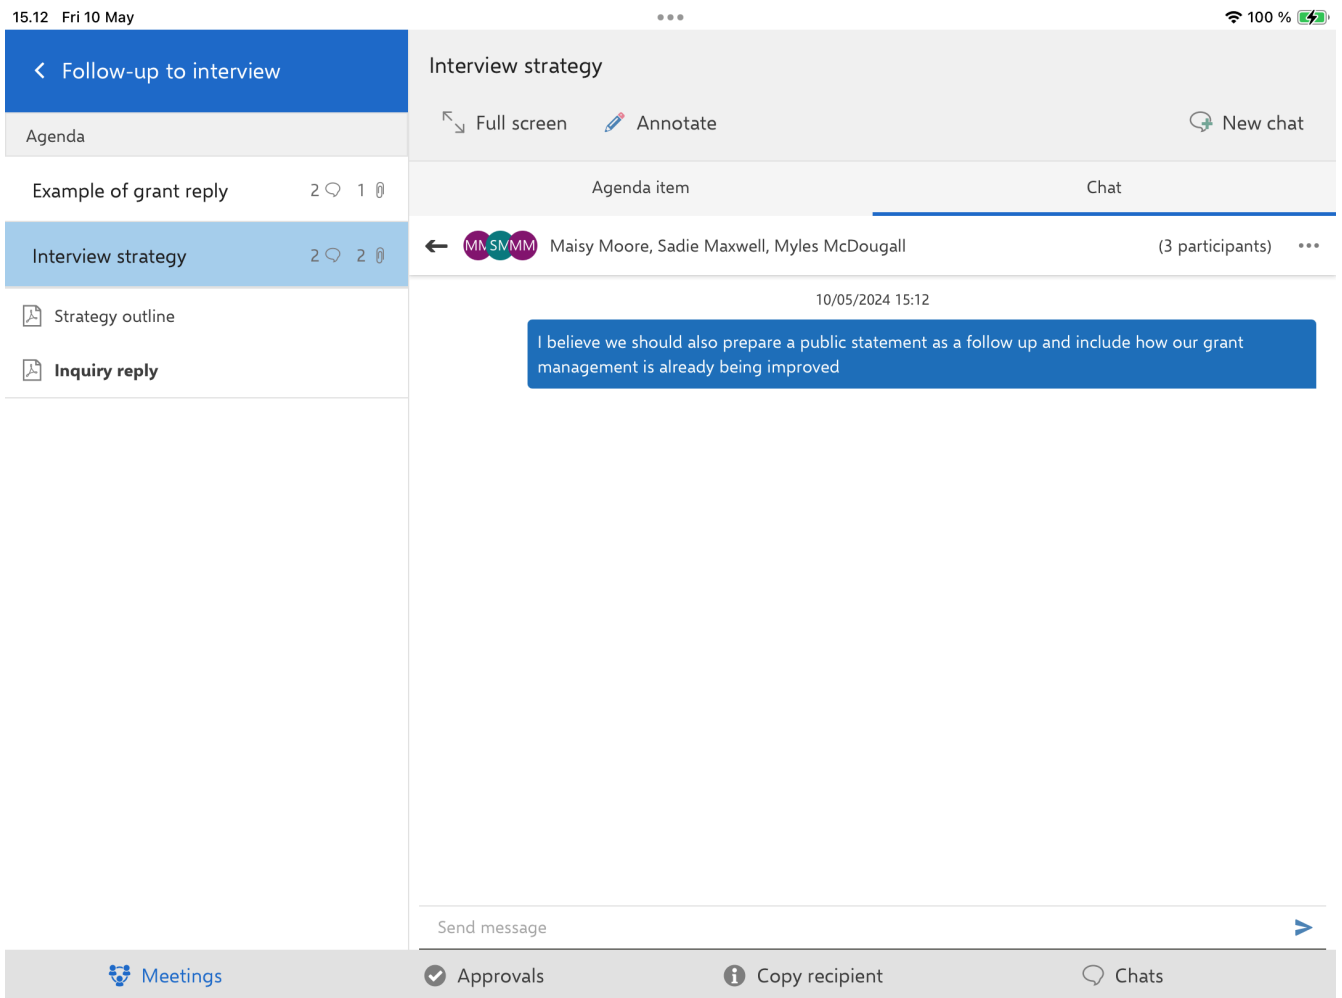 15.12 Fri 10 May
100 %
Follow-up to interview
Agenda
Example of grant reply 2 1
Interview strategy 2 2
Strategy outline
Inquiry reply
Interview strategy
Full screen Annotate New chat
Agenda item Chat
MM SM MM Maisy Moore, Sadie Maxwell, Myles McDougall (3 participants)
10/05/2024 15:12
I believe we should also prepare a public statement as a follow up and include how our grant
management is already being improved
Send message
Meetings Approvals Copy recipient Chats